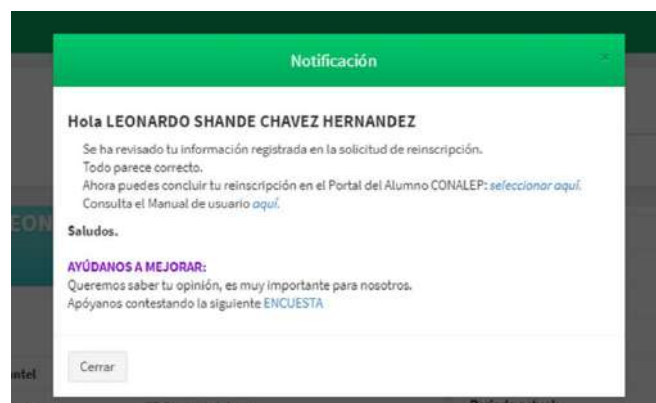 Notificación
×
Hola LEONARDO SHANDE CHAVEZ HERNANDEZ
Se ha revisado tu información registrada en la solicitud de reinscripción.
Todo parece correcto.
Ahora puedes concluir tu reinscripción en el Portal del Alumno CONALEP: seleccionar aquí.
Consulta el Manual de usuario aquí.
Saludos.
AYÚDANOS A MEJORAR:
Queremos saber tu opinión, es muy importante para nosotros.
Apóyanos contestando la siguiente ENCUESTA
Cerrar
EON
ntel